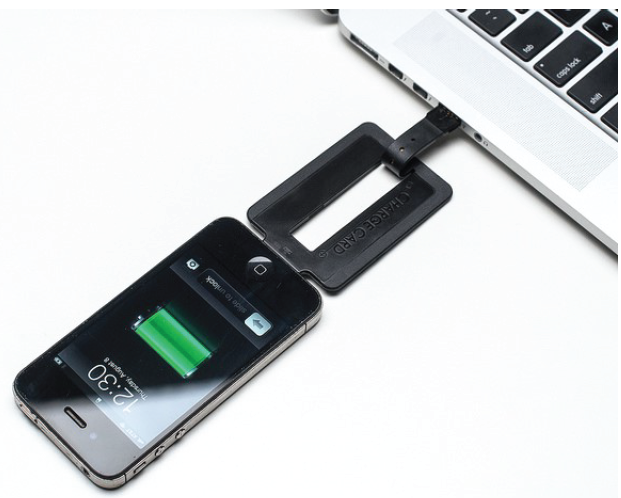 tab
caps lock
A
shift
CHARGECARD
slide to unlock
Thursday, August 8
12:30